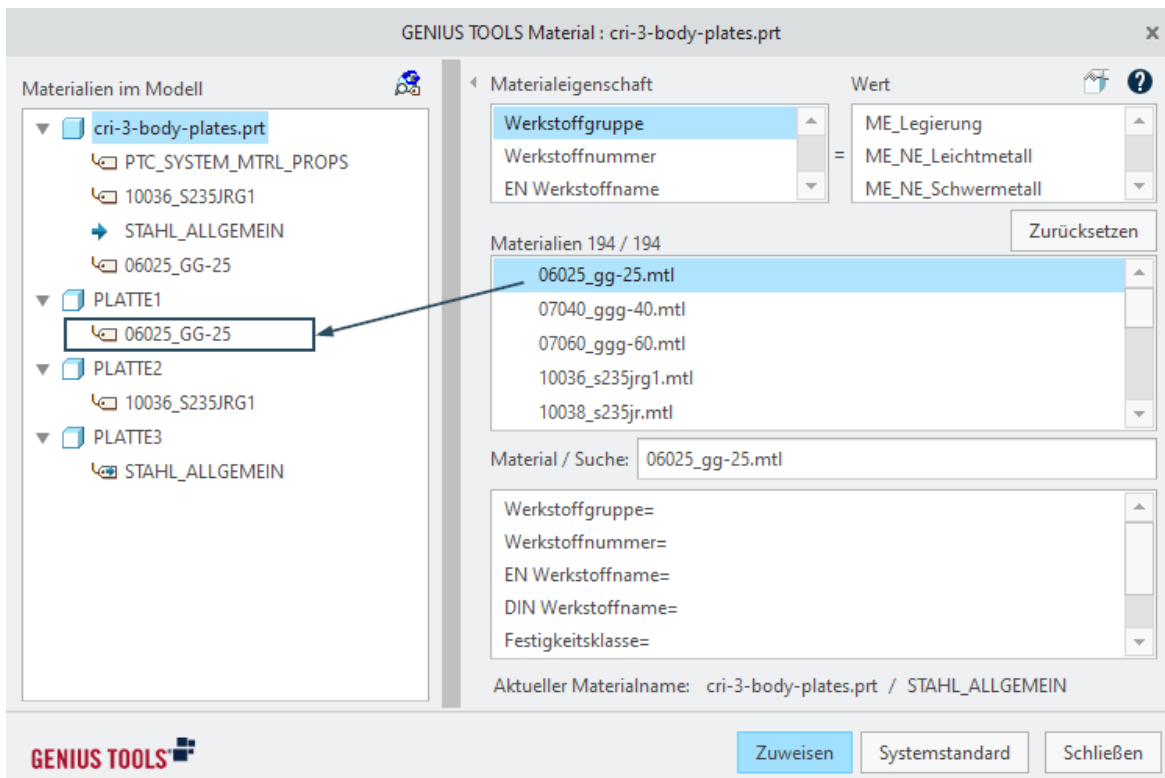 GENIUS TOOLS Material : cri-3-body-plates.prt
x
Materialien im Modell
cri-3-body-plates.prt
PTC_SYSTEM_MTRL_PROPS
10036_S235JRG1
STAHL_ALLGEMEIN
06025_GG-25
PLATTE1
06025_GG-25
PLATTE2
10036_S235JRG1
PLATTE3
STAHL_ALLGEMEIN
Materialeigenschaft
Wert
?
Werkstoffgruppe
Werkstoffnummer
EN Werkstoffname
=
ME_Legierung
ME_NE_Leichtmetall
ME_NE_Schwermetall
Zurücksetzen
Materialien 194 / 194
06025_gg-25.mtl
07040_ggg-40.mtl
07060_ggg-60.mtl
10036_s235jrg1.mtl
10038_s235jr.mtl
Material / Suche: 06025_gg-25.mtl
Werkstoffgruppe=
Werkstoffnummer=
EN Werkstoffname=
DIN Werkstoffname=
Festigkeitsklasse=
Aktueller Materialname: cri-3-body-plates.prt / STAHL_ALLGEMEIN
GENIUS TOOLS
Zuweisen
Systemstandard
Schließen